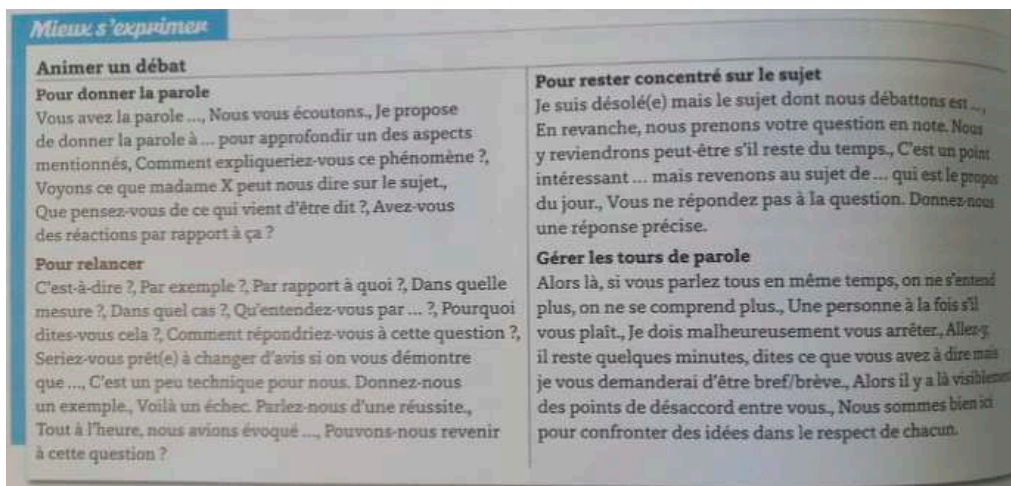 Mieux s'exprimer
Animer un débat
Pour donner la parole
Vous avez la parole ..., Nous vous écoutons., Je propose
de donner la parole à ... pour approfondir un des aspects
mentionnés, Comment expliqueriez-vous ce phénomène ?,
Voyons ce que madame X peut nous dire sur le sujet.,
Que pensez-vous de ce qui vient d'être dit ?, Avez-vous
des réactions par rapport à ça ?
Pour relancer
C'est-à-dire ?, Par exemple ?, Par rapport à quoi ?, Dans quelle
mesure ?, Dans quel cas ?, Qu'entendez-vous par ... ?, Pourquoi
dites-vous cela ?, Comment répondriez-vous à cette question ?,
Seriez-vous prêt(e) à changer d'avis si on vous démontre
que ..., C'est un peu technique pour nous. Donnez-nous
un exemple., Voilà un échec. Parlez-nous d'une réussite.,
Tout à l'heure, nous avions évoqué ..., Pouvons-nous revenir
à cette question ?
Pour rester concentré sur le sujet
Je suis désolé(e) mais le sujet dont nous débattons est ...,
En revanche, nous prenons votre question en note. Nous
y reviendrons peut-être s'il reste du temps., C'est un point
intéressant ... mais revenons au sujet de ... qui est le propos
du jour., Vous ne répondez pas à la question. Donnez-nous
une réponse précise.
Gérer les tours de parole
Alors là, si vous parlez tous en même temps, on ne s'entend
plus, on ne se comprend plus., Une personne à la fois s'il
vous plaît., Je dois malheureusement vous arrêter., Allez-y,
il reste quelques minutes, dites ce que vous avez à dire mais
je vous demanderai d'être bref/brève., Alors il y a là visiblement
des points de désaccord entre vous., Nous sommes bien ici
pour confronter des idées dans le respect de chacun.